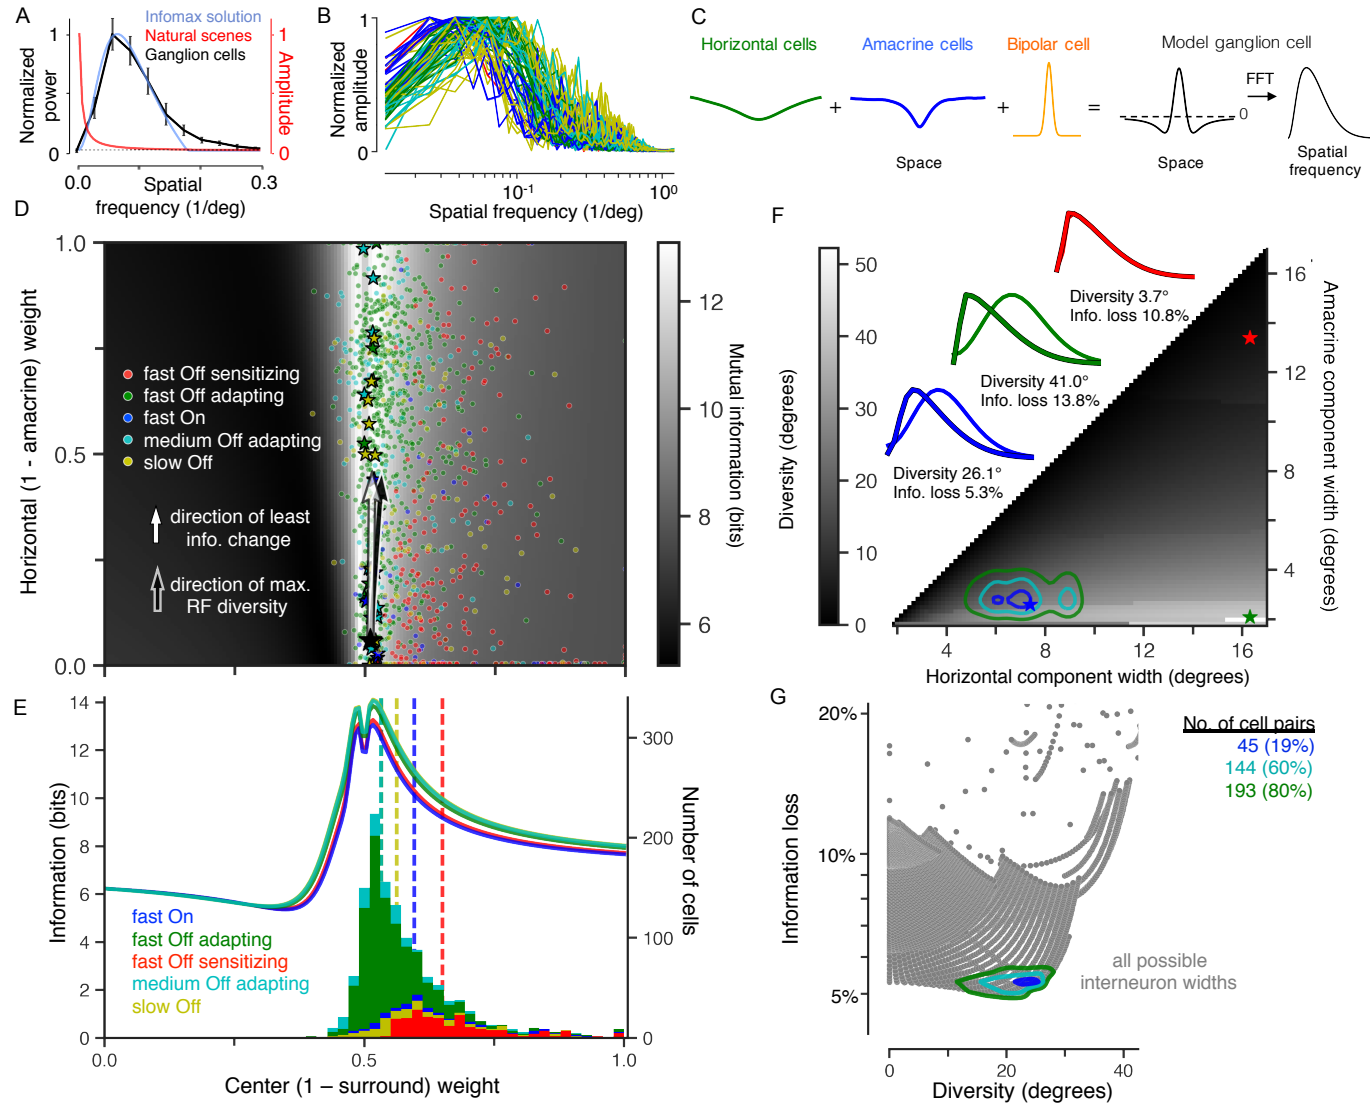 A
Infomax solution
Natural scenes
Ganglion cells
Normalized
power
1
0
1
0
Amplitude
0.0
0.3
Spatial
frequency (1/deg)
B
Normalized
amplitude
1
0
10-1
100
Spatial frequency (1/deg)
C
Horizontal cells
Amacrine cells
Bipolar cell
Model ganglion cell
+
+
=
0
FFT
Space
Space
Spatial
frequency
D
Horizontal (1 - amacrine) weight
1.0
0.5
0.0
fast Off sensitizing
fast Off adapting
fast On
medium Off adapting
slow Off
direction of least
info. change
direction of max.
RF diversity
12
10
8
6
Mutual information (bits)
E
Information (bits)
14
12
10
8
6
4
2
0
fast On
fast Off adapting
fast Off sensitizing
medium Off adapting
slow Off
300
200
100
0
Number of cells
0.0
0.5
1.0
Center (1 – surround) weight
F
Diversity (degrees)
50
40
30
20
10
0
Diversity 3.7°
Info. loss 10.8%
Diversity 41.0°
Info. loss 13.8%
Diversity 26.1°
Info. loss 5.3%
16
12
8
4
Amacrine component width (degrees)
4
8
12
16
Horizontal component width (degrees)
G
Information loss
20%
10%
5%
No. of cell pairs
45 (19%)
144 (60%)
193 (80%)
all possible
interneuron widths
0
20
40
Diversity (degrees)